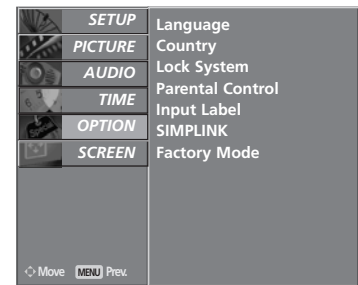 SETUP
PICTURE
AUDIO
TIME
OPTION
SCREEN
Move MENU Prev.
Language
Country
Lock System
Parental Control
Input Label
SIMPLINK
Factory Mode